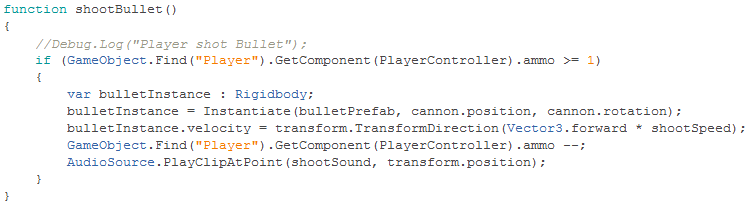 function shootBullet()
{
//Debug.Log("Player shot Bullet");
if (GameObject.Find("Player").GetComponent(PlayerController).ammo >= 1)
{
var bulletInstance : Rigidbody;
bulletInstance = Instantiate(bulletPrefab, cannon.position, cannon.rotation);
bulletInstance.velocity = transform.TransformDirection(Vector3.forward * shootSpeed);
GameObject.Find("Player").GetComponent(PlayerController).ammo --;
AudioSource.PlayClipAtPoint(shootSound, transform.position);
}
}